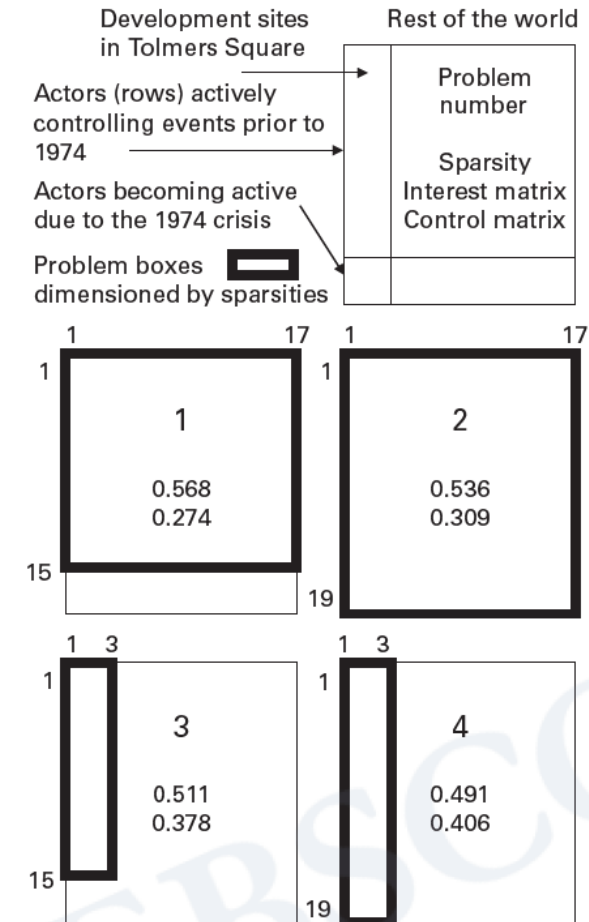 Development sites
in Tolmers Square
Rest of the world
Actors (rows) actively
controlling events prior to
1974
Problem
number
Sparsity
Interest matrix
Control matrix
Actors becoming active
due to the 1974 crisis
Problem boxes
dimensioned by sparsities
1 17
1
1
0.568
0.274
15
1 17
1
2
0.536
0.309
19
1 3
1
3
0.511
0.378
15
1 3
1
4
0.491
0.406
19
EBSCO